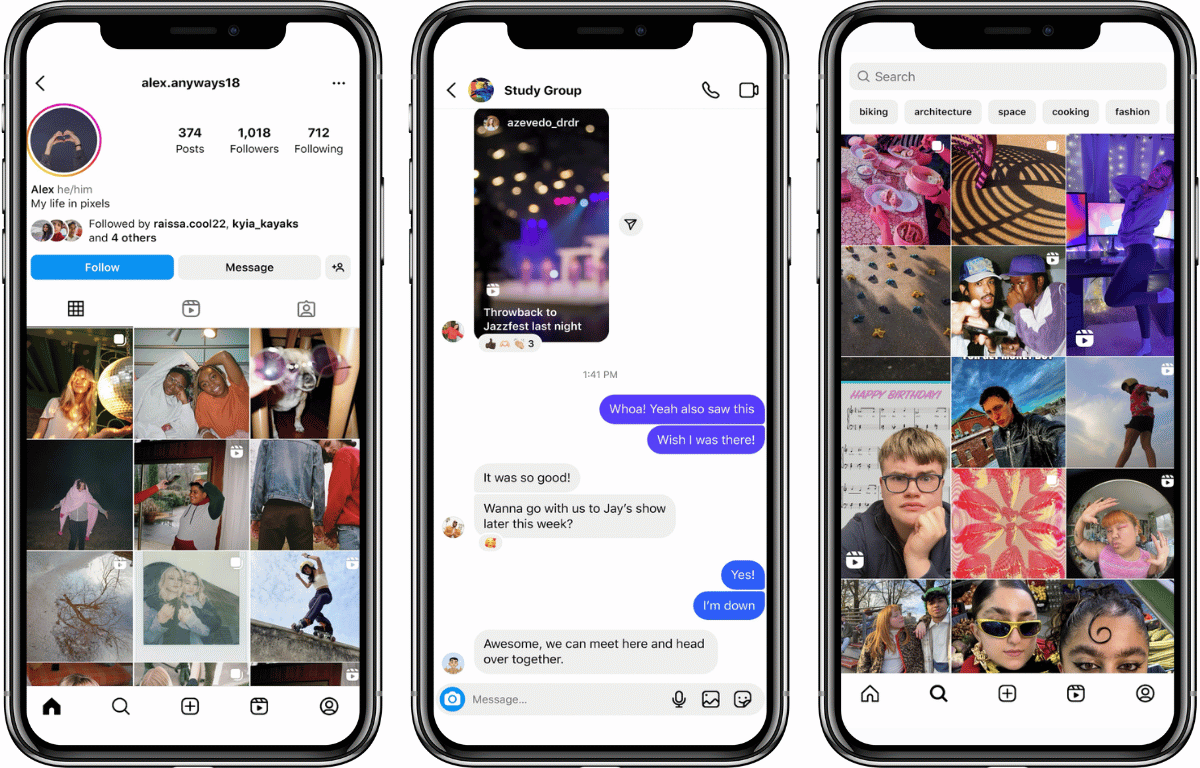 alex.anyways18
374
1,018
712
Posts
Followers
Following
Alex he/him
My life in pixels
Followed by raissa.cool22, kyia_kayaks
and 4 others
Follow
Message
Study Group
azevedo_drdr
Throwback to
Jazzfest last night
3
1:41 PM
Whoa! Yeah also saw this
Wish I was there!
It was so good!
Wanna go with us to Jay's show
later this week?
Yes!
I'm down
Awesome, we can meet here and head
over together.
Message...
Search
biking
architecture
space
cooking
fashion
HAPPY BIRTHDAY!